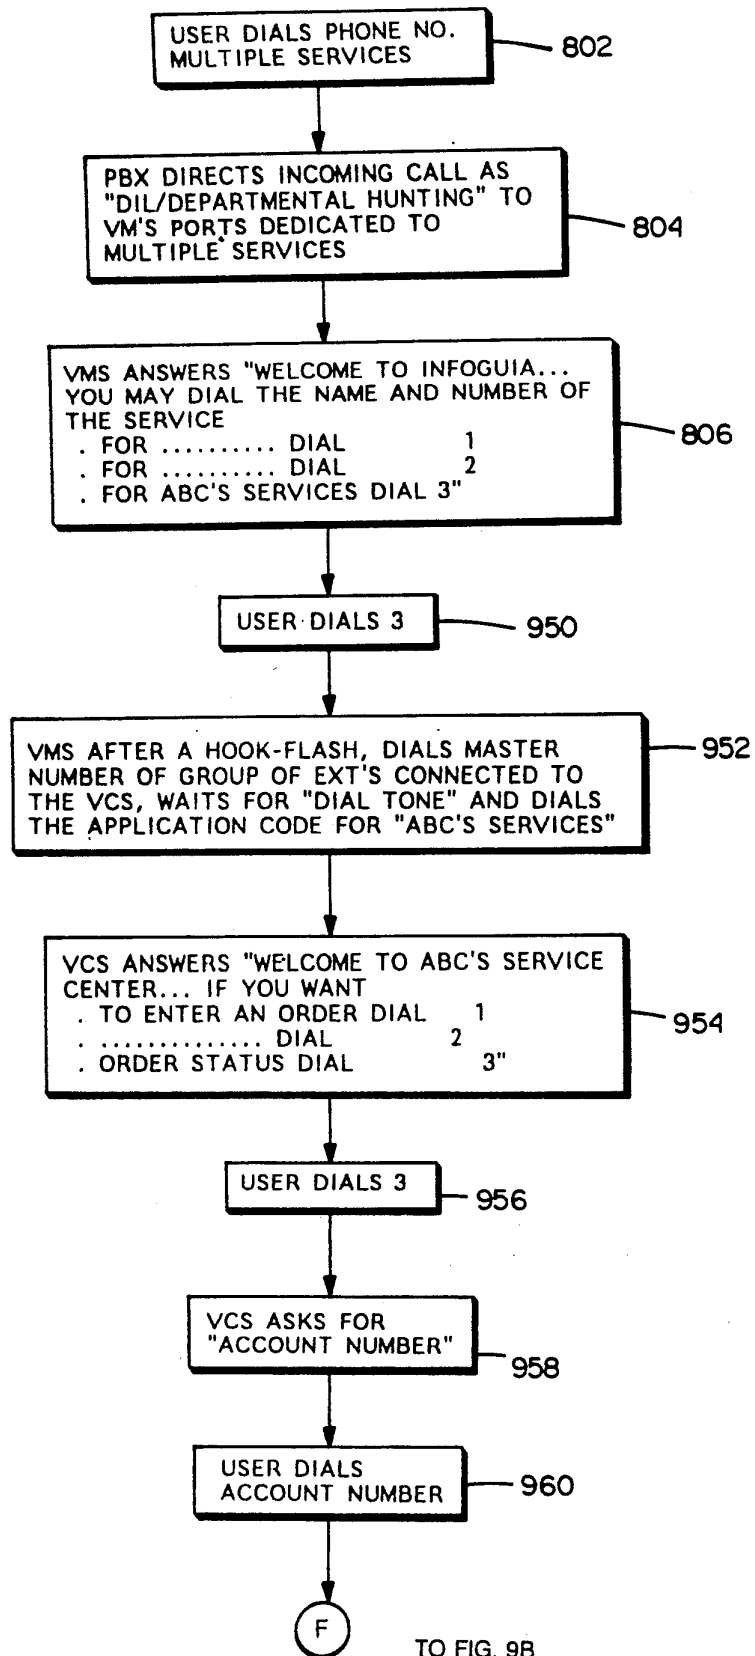 USER DIALS PHONE NO.
MULTIPLE SERVICES
802
PBX DIRECTS INCOMING CALL AS
"DIL/DEPARTMENTAL HUNTING" TO
VM'S PORTS DEDICATED TO
MULTIPLE SERVICES
804
VMS ANSWERS "WELCOME TO INFOGUIA...
YOU MAY DIAL THE NAME AND NUMBER OF
THE SERVICE
. FOR .......... DIAL 1
. FOR .......... DIAL 2
. FOR ABC'S SERVICES DIAL 3"
806
USER DIALS 3
950
VMS AFTER A HOOK-FLASH, DIALS MASTER
NUMBER OF GROUP OF EXT'S CONNECTED TO
THE VCS, WAITS FOR "DIAL TONE" AND DIALS
THE APPLICATION CODE FOR "ABC'S SERVICES"
952
VCS ANSWERS "WELCOME TO ABC'S SERVICE
CENTER... IF YOU WANT
. TO ENTER AN ORDER DIAL 1
. .............. DIAL 2
. ORDER STATUS DIAL 3"
954
USER DIALS 3
956
VCS ASKS FOR
"ACCOUNT NUMBER"
958
USER DIALS
ACCOUNT NUMBER
960
F
TO FIG. 9B